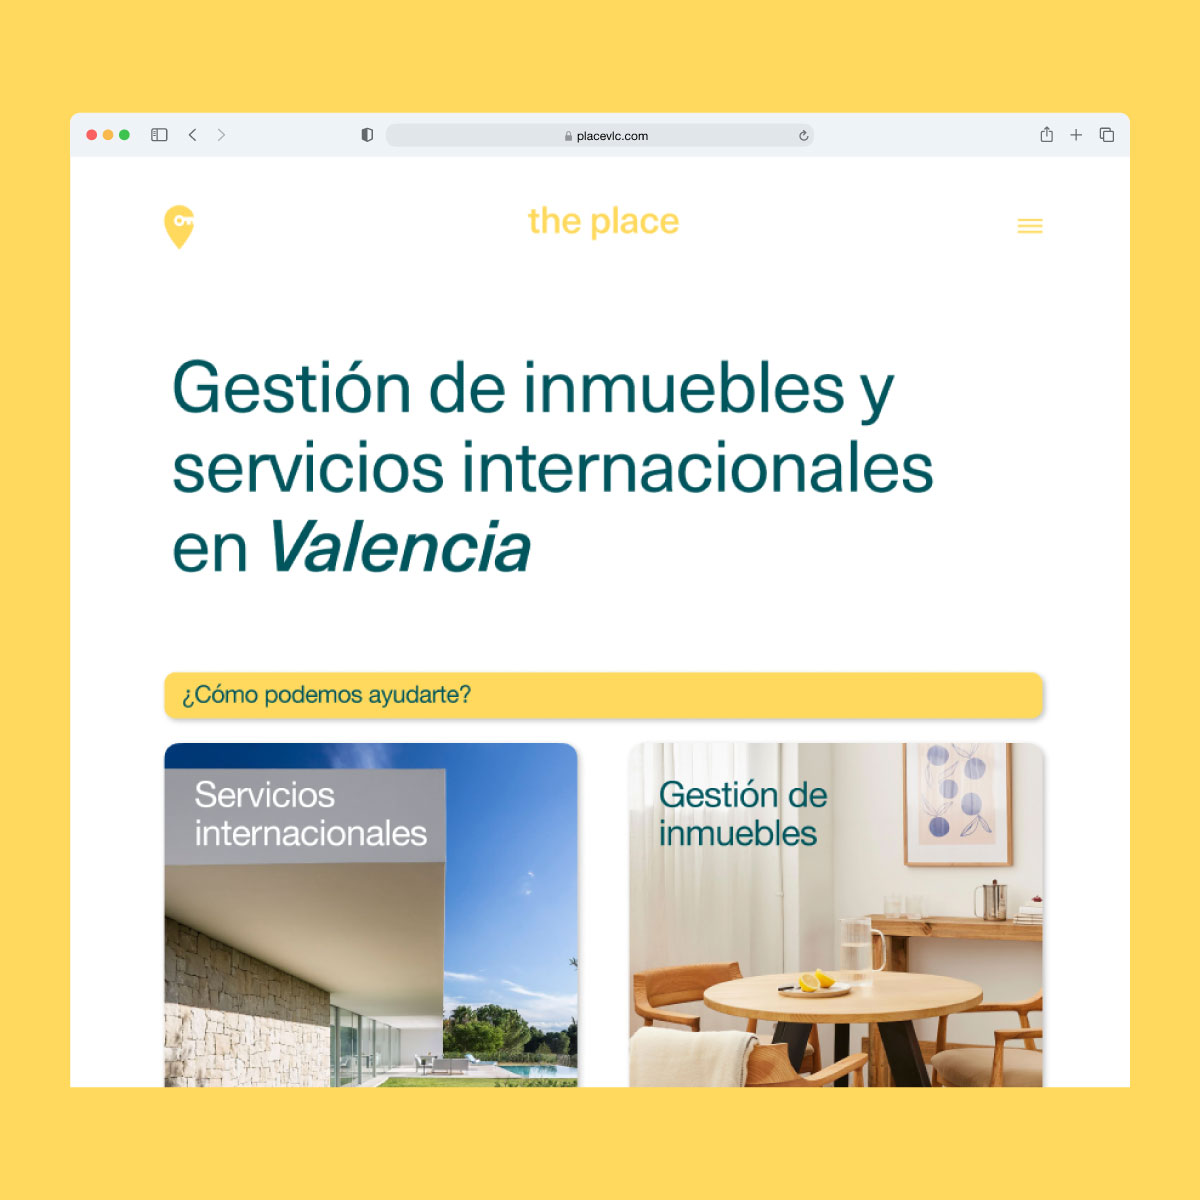 placevlc.com
the place
Gestión de inmuebles y
servicios internacionales
en Valencia
¿Cómo podemos ayudarte?
Servicios
internacionales
Gestión de
inmuebles